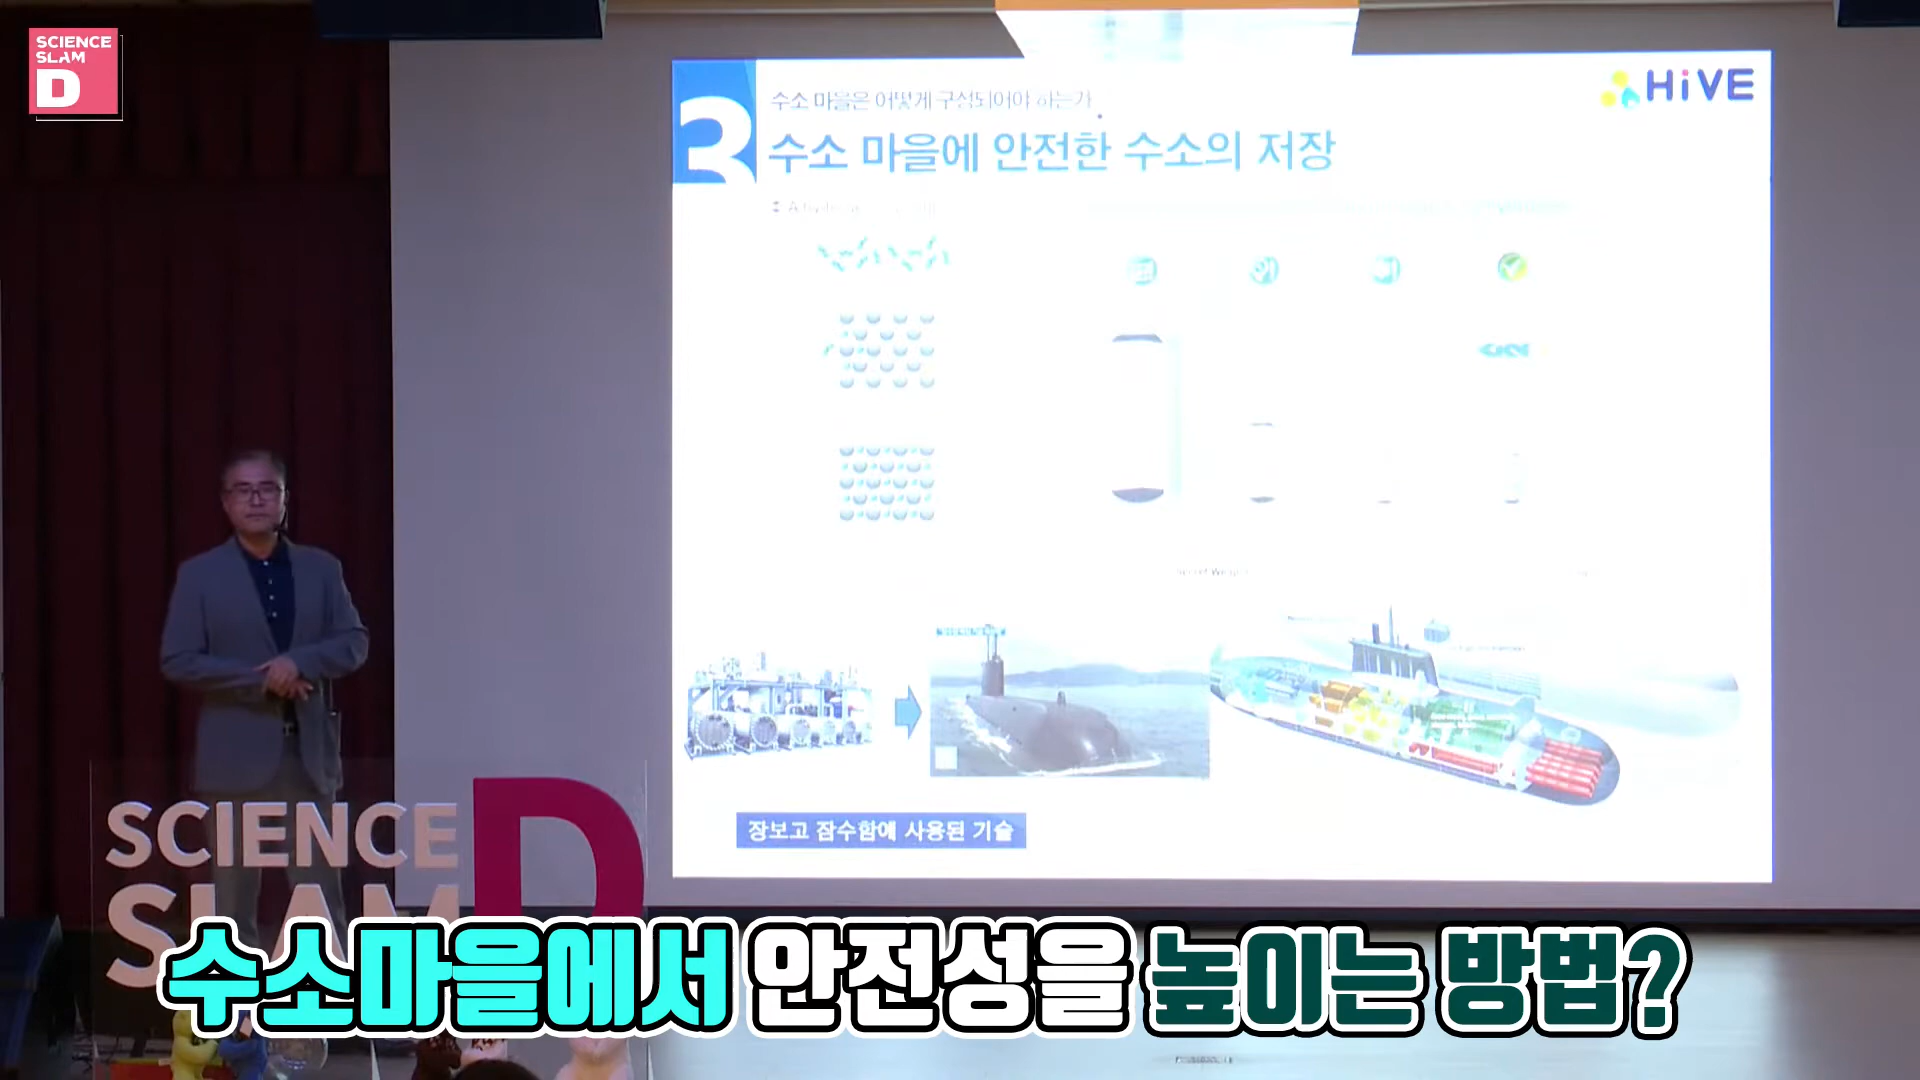 SCIENCE
SLAM
D
HiVE
3
수소 마을은 어떻게 구성되어야 하는가
수소 마을에 안전한 수소의 저장
장보고 잠수함에 사용된 기술
SCIENCE
SLAM
D
수소마을에서 안전성을 높이는 방법?